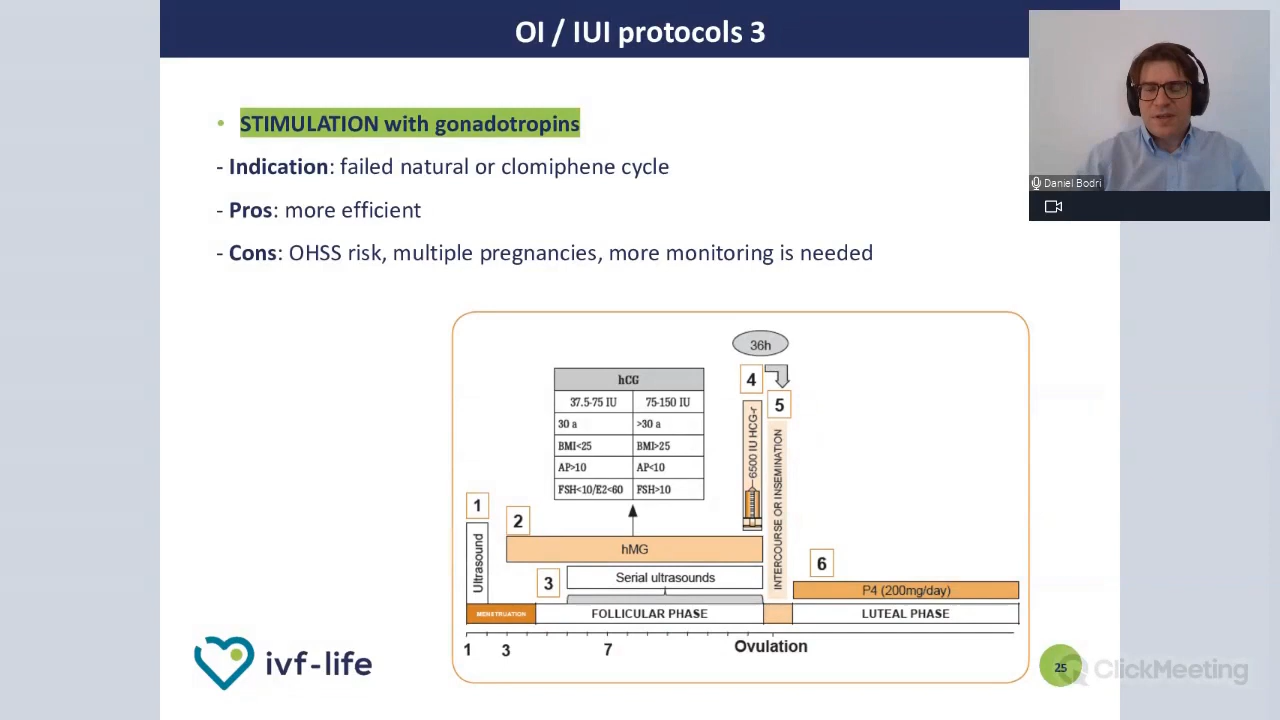 OI / IUI protocols 3
• STIMULATION with gonadotropins
- Indication: failed natural or clomiphene cycle
- Pros: more efficient
- Cons: OHSS risk, multiple pregnancies, more monitoring is needed
Daniel Bodri
36h
4
5
hCG
37.5-75 IU 75-150 IU
30 a >30 a
BMI<25 BMI>25
AP>10 AP<10
FSH<10/E2<60 FSH>10
6500 IU HCG-r
INTERCOURSE OR INSEMINATION
1
Ultrasound
2
hMG
3
Serial ultrasounds
6
P4 (200mg/day)
MENSTRUATION
FOLLICULAR PHASE
LUTEAL PHASE
1 3 7 Ovulation
ivf-life
25
ClickMeeting